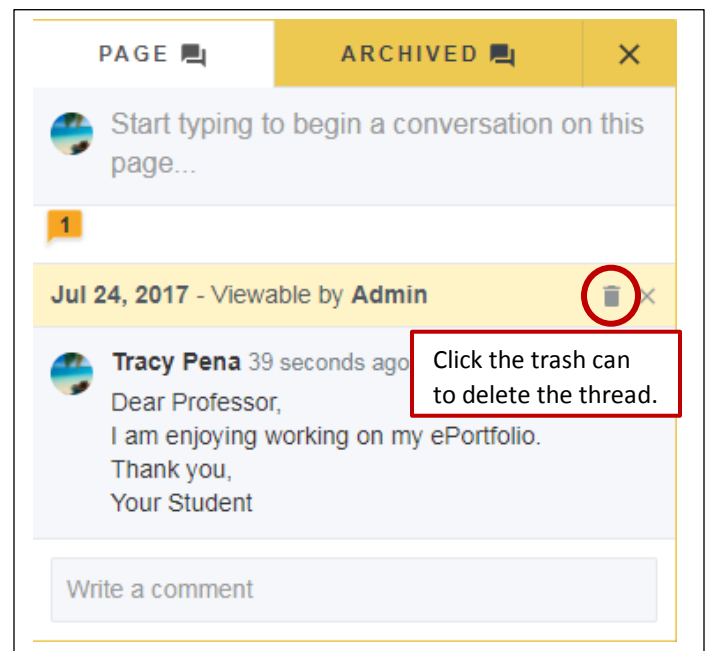 PAGE
ARCHIVED
Start typing to begin a conversation on this
page...
1
Jul 24, 2017 - Viewable by Admin
Tracy Pena 39 seconds ago
Click the trash can
to delete the thread.
Dear Professor,
I am enjoying working on my ePortfolio.
Thank you,
Your Student
Write a comment